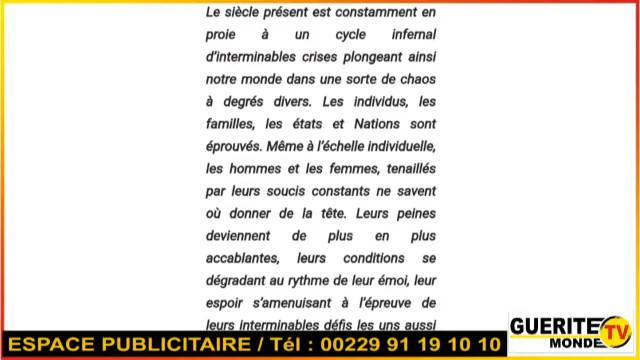 Le siècle présent est constamment en
proie à un cycle infernal
d'interminables crises plongeant ainsi
notre monde dans une sorte de chaos
à degrés divers. Les individus, les
familles, les états et Nations sont
éprouvés. Même à l'échelle individuelle,
les hommes et les femmes, tenaillés
par leurs soucis constants ne savent
où donner de la tête. Leurs peines
deviennent de plus en plus
accablantes, leurs conditions se
dégradant au rythme de leur émoi, leur
espoir s'amenuisant à l'épreuve de
leurs interminables défis les uns aussi
ESPACE PUBLICITAIRE / Tél : 00229 91 19 10 10
GUERITE
MONDE
TV